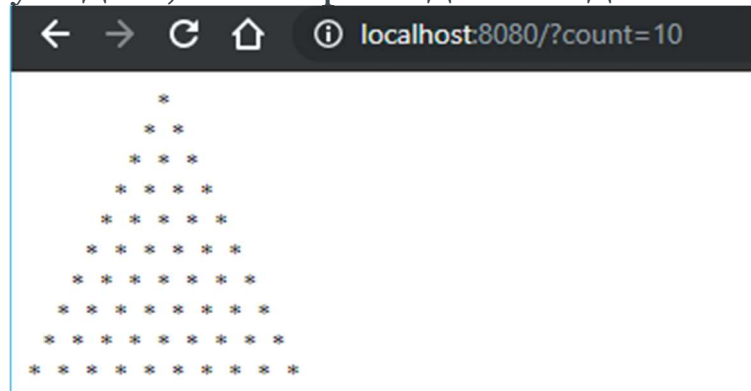 localhost:8080/?count=10
*
* *
* * *
* * * *
* * * * *
* * * * * *
* * * * * * *
* * * * * * * *
* * * * * * * * *
* * * * * * * * * *